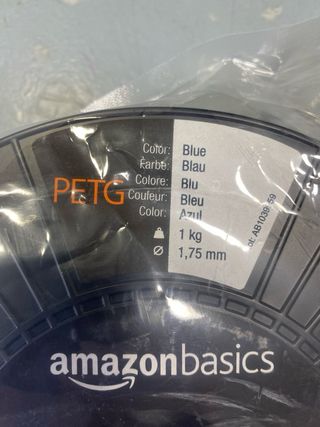 PETG
Color: Blue
Farbe: Blau
Colore: Blu
Couleur: Bleu
Color: Azul
1 kg
Ø 1,75 mm
amazonbasics